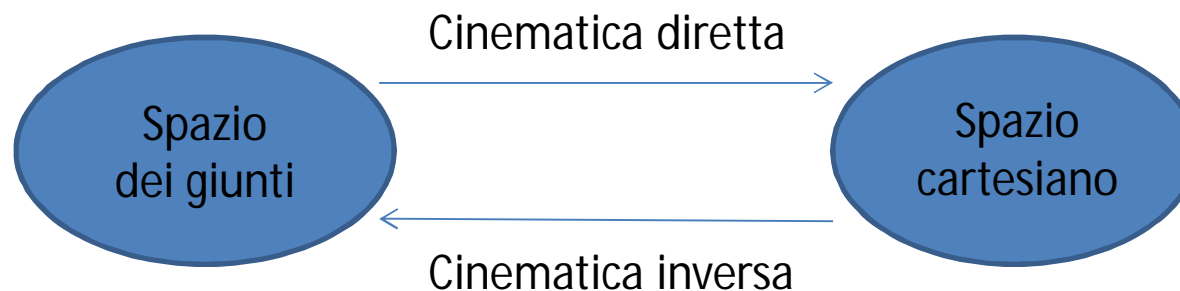 Cinematica diretta
Spazio
dei giunti
Spazio
cartesiano
Cinematica inversa